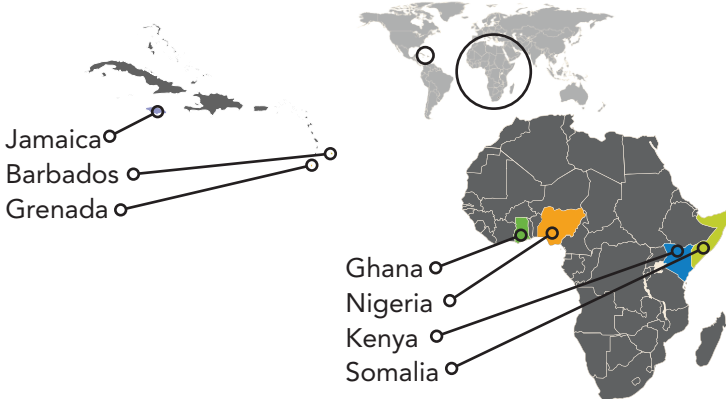 Jamaica
Barbados
Grenada
Ghana
Nigeria
Kenya
Somalia